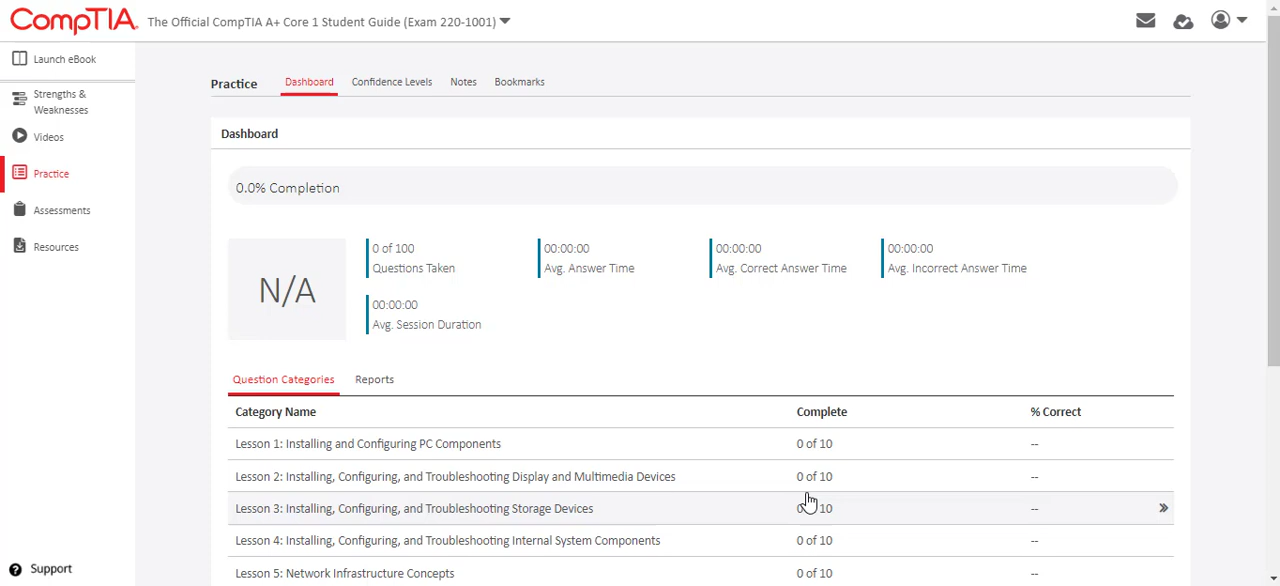 CompTIA. The Official CompTIA A+ Core 1 Student Guide (Exam 220-1001)
Launch eBook
Strengths &
Weaknesses
Videos
Practice
Assessments
Resources
Support
Practice Dashboard Confidence Levels Notes Bookmarks
Dashboard
0.0% Completion
N/A
0 of 100
Questions Taken
00:00:00
Avg. Answer Time
00:00:00
Avg. Correct Answer Time
00:00:00
Avg. Incorrect Answer Time
00:00:00
Avg. Session Duration
Question Categories Reports
Category Name Complete % Correct
Lesson 1: Installing and Configuring PC Components 0 of 10 --
Lesson 2: Installing, Configuring, and Troubleshooting Display and Multimedia Devices 0 of 10 --
Lesson 3: Installing, Configuring, and Troubleshooting Storage Devices 0 of 10 --
Lesson 4: Installing, Configuring, and Troubleshooting Internal System Components 0 of 10 --
Lesson 5: Network Infrastructure Concepts 0 of 10 --